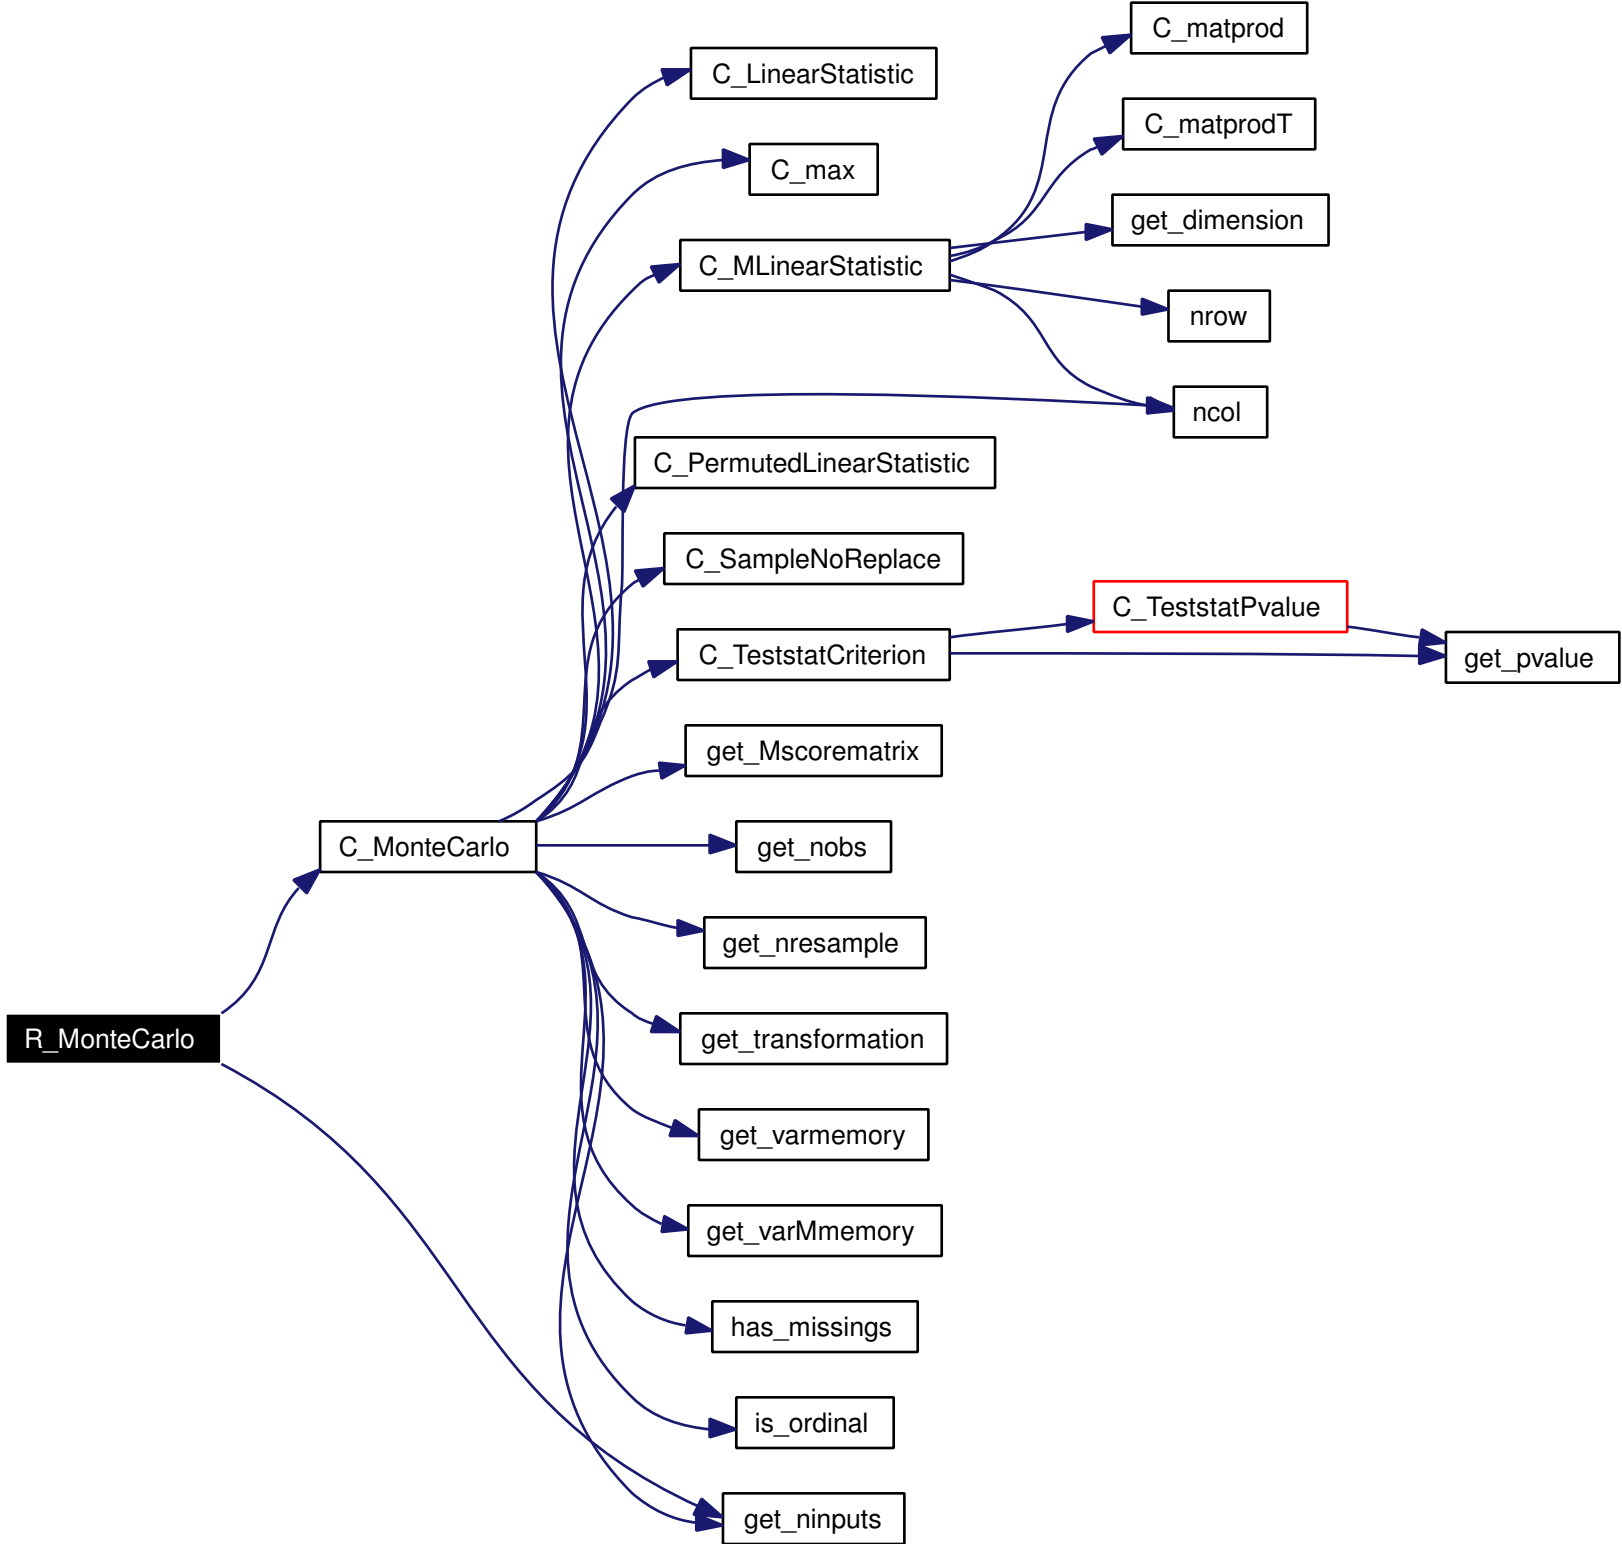 C_matprod
C_LinearStatistic
C_matprodT
C_max
get_dimension
C_MLinearStatistic
nrow
ncol
C_PermutedLinearStatistic
C_SampleNoReplace
C_TeststatPvalue
C_TeststatCriterion
get_pvalue
get_Mscorematrix
C_MonteCarlo
get_nobs
get_nresample
R_MonteCarlo
get_transformation
get_varmemory
get_varMmemory
has_missings
is_ordinal
get_ninputs